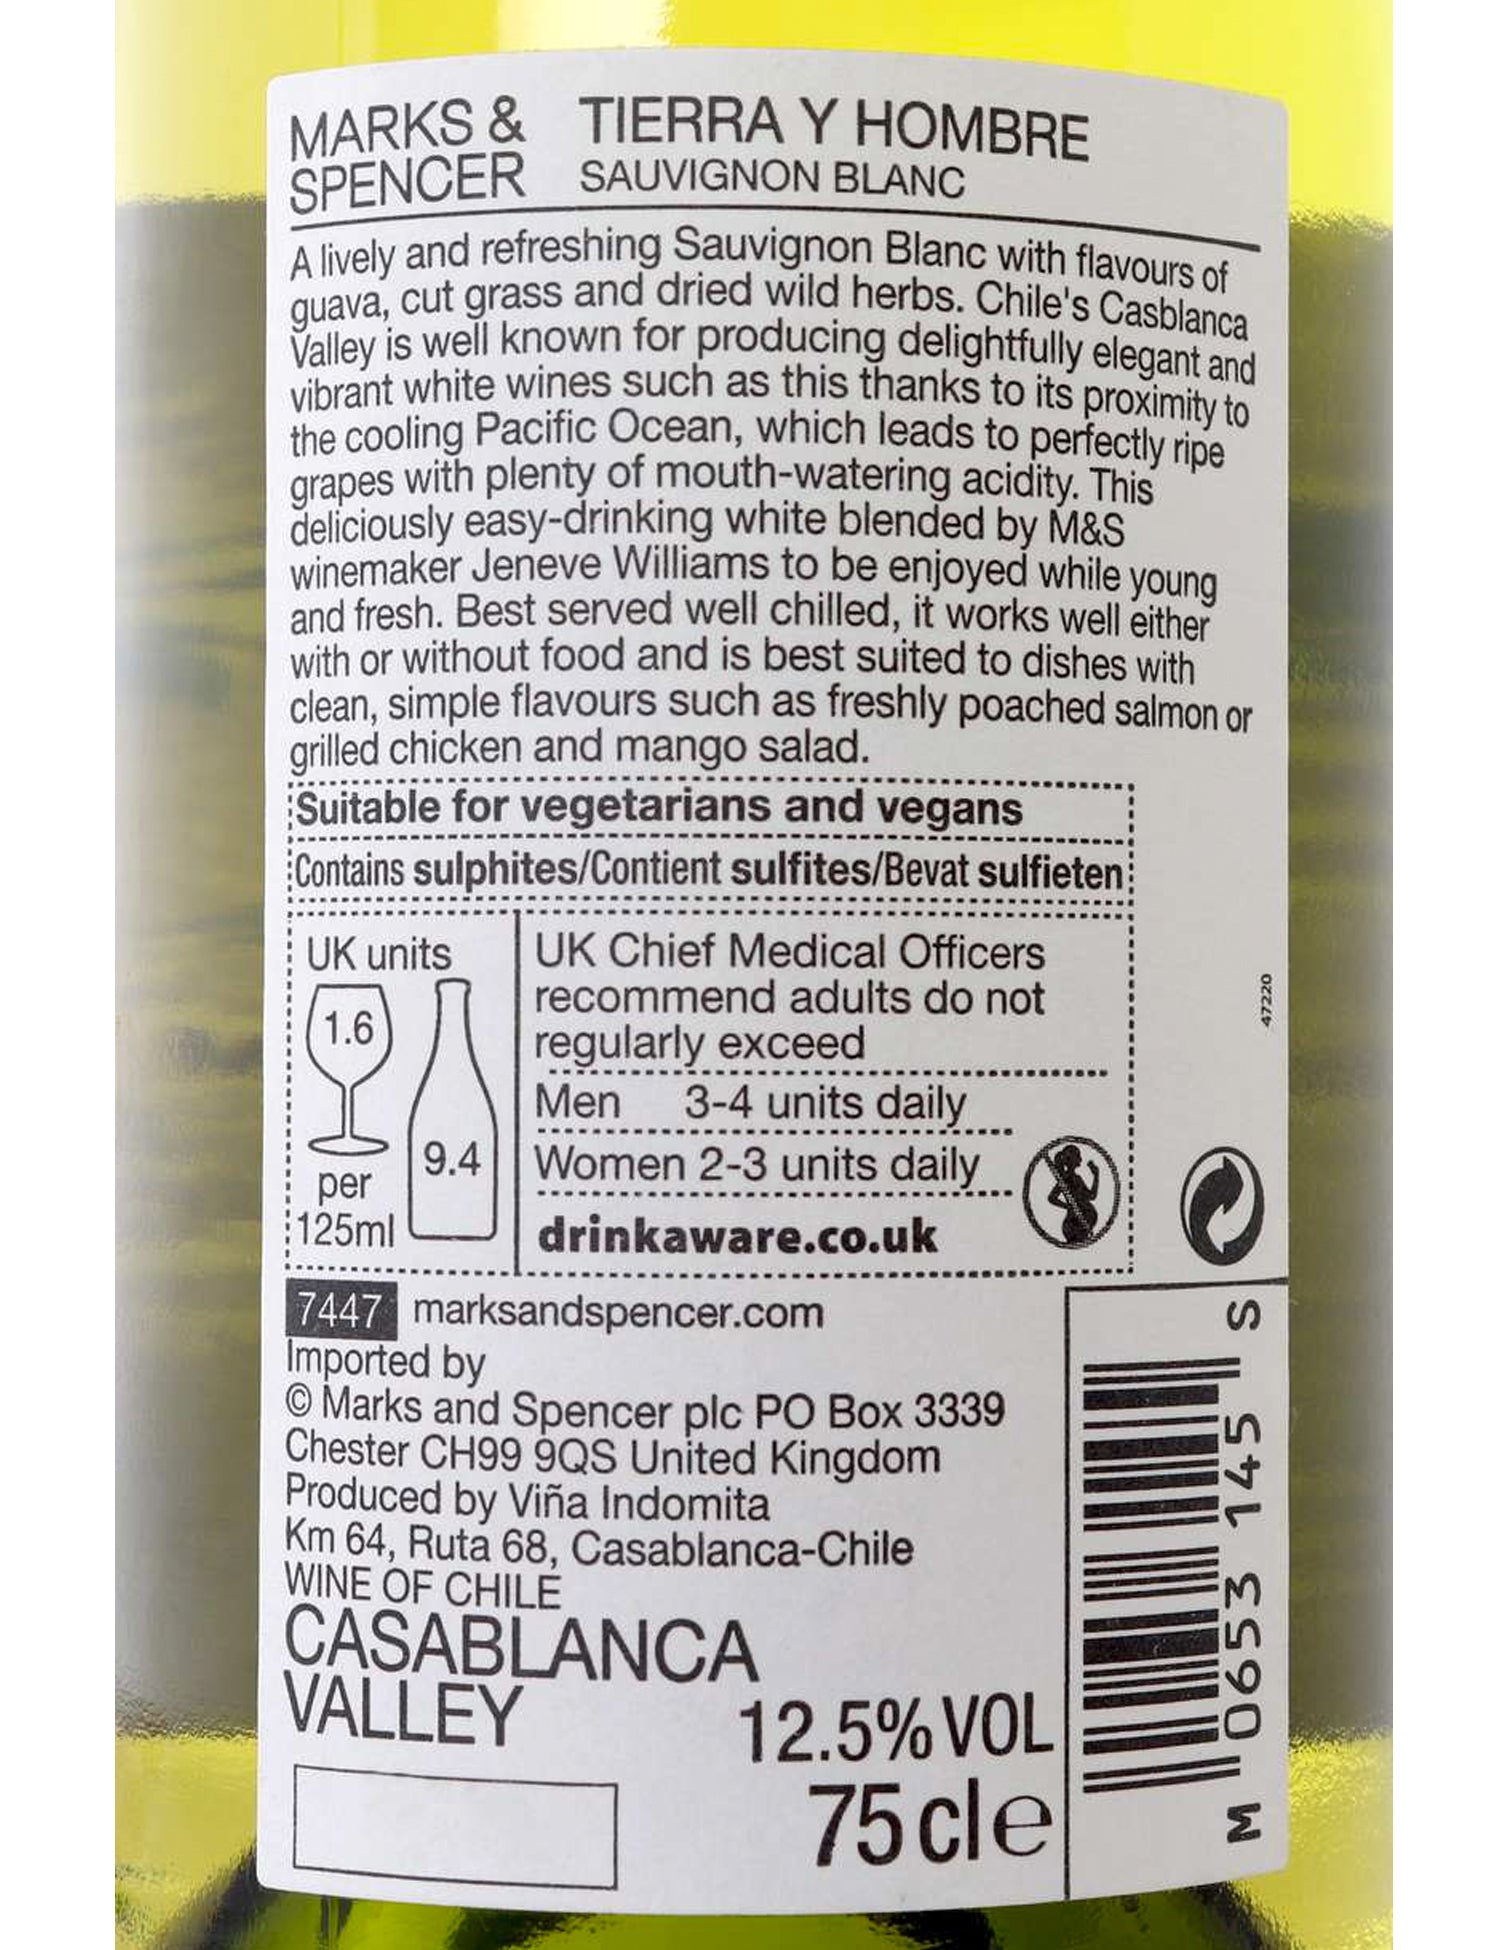 MARKS &
SPENCER
TIERRA Y HOMBRE
SAUVIGNON BLANC
A lively and refreshing Sauvignon Blanc with flavours of
guava, cut grass and dried wild herbs. Chile's Casblanca
Valley is well known for producing delightfully elegant and
vibrant white wines such as this thanks to its proximity to
the cooling Pacific Ocean, which leads to perfectly ripe
grapes with plenty of mouth-watering acidity. This
deliciously easy-drinking white blended by M&S
winemaker Jeneve Williams to be enjoyed while young
and fresh. Best served well chilled, it works well either
with or without food and is best suited to dishes with
clean, simple flavours such as freshly poached salmon or
grilled chicken and mango salad.
Suitable for vegetarians and vegans
Contains sulphites/Contient sulfites/Bevat sulfieten
UK units
1.6
per
125ml
9.4
UK Chief Medical Officers
recommend adults do not
regularly exceed
Men 3-4 units daily
Women 2-3 units daily
drinkaware.co.uk
47220
7447 marksandspencer.com
Imported by
© Marks and Spencer plc PO Box 3339
Chester CH99 9QS United Kingdom
Produced by Viña Indomita
Km 64, Ruta 68, Casablanca-Chile
WINE OF CHILE
CASABLANCA
VALLEY
12.5% VOL
75 cl e
M 0653 145 S